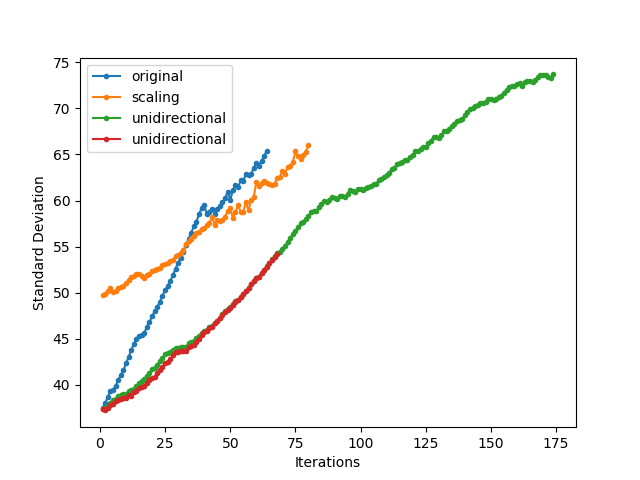 75
70
65
60
55
50
45
40
Standard Deviation
original
scaling
unidirectional
unidirectional
0 25 50 75 100 125 150 175
Iterations